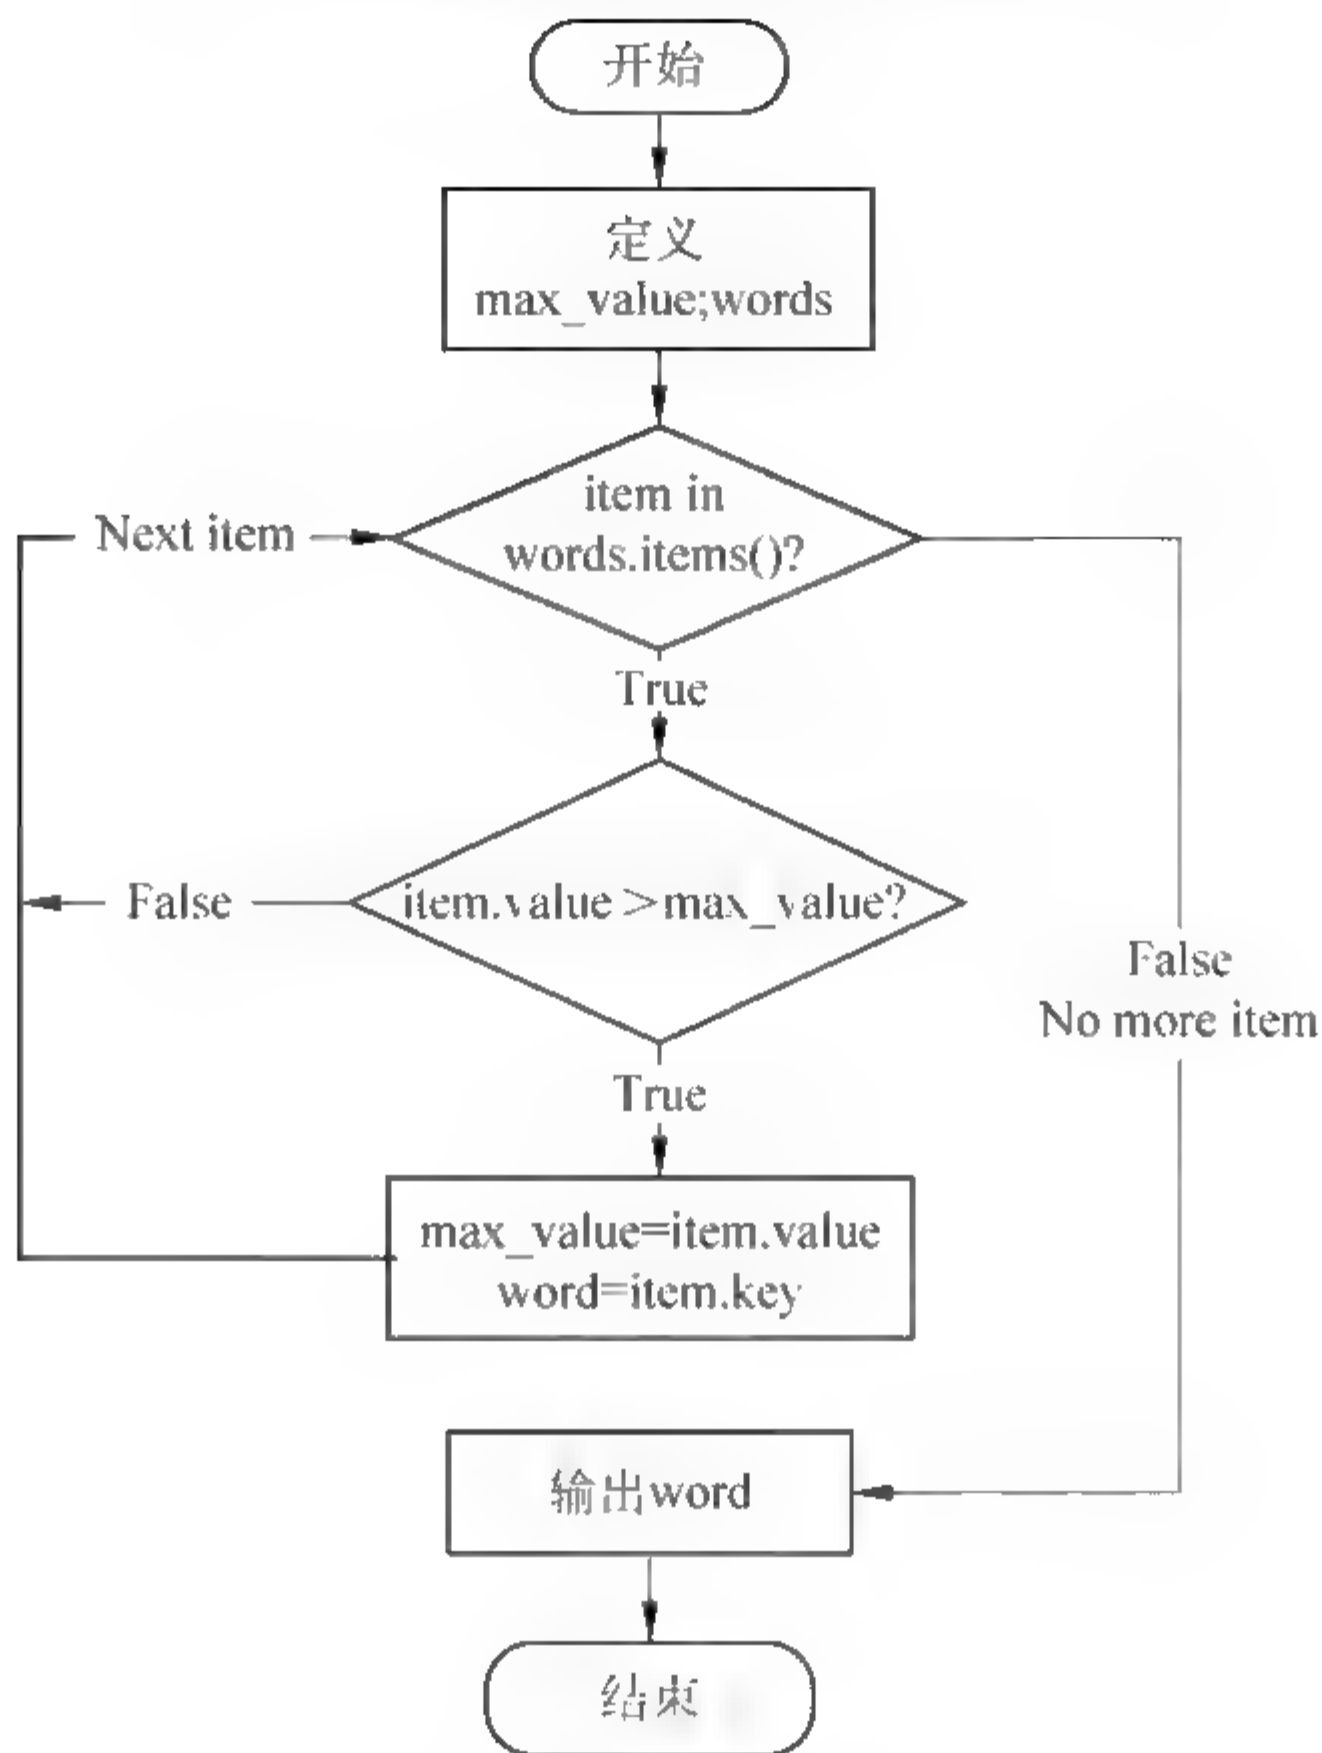 开始
定义
max_value;words
item in
words.items()?
Next item
True
item.value>max_value?
False
False
No more item
True
max_value=item.value
word=item.key
输出word
结束